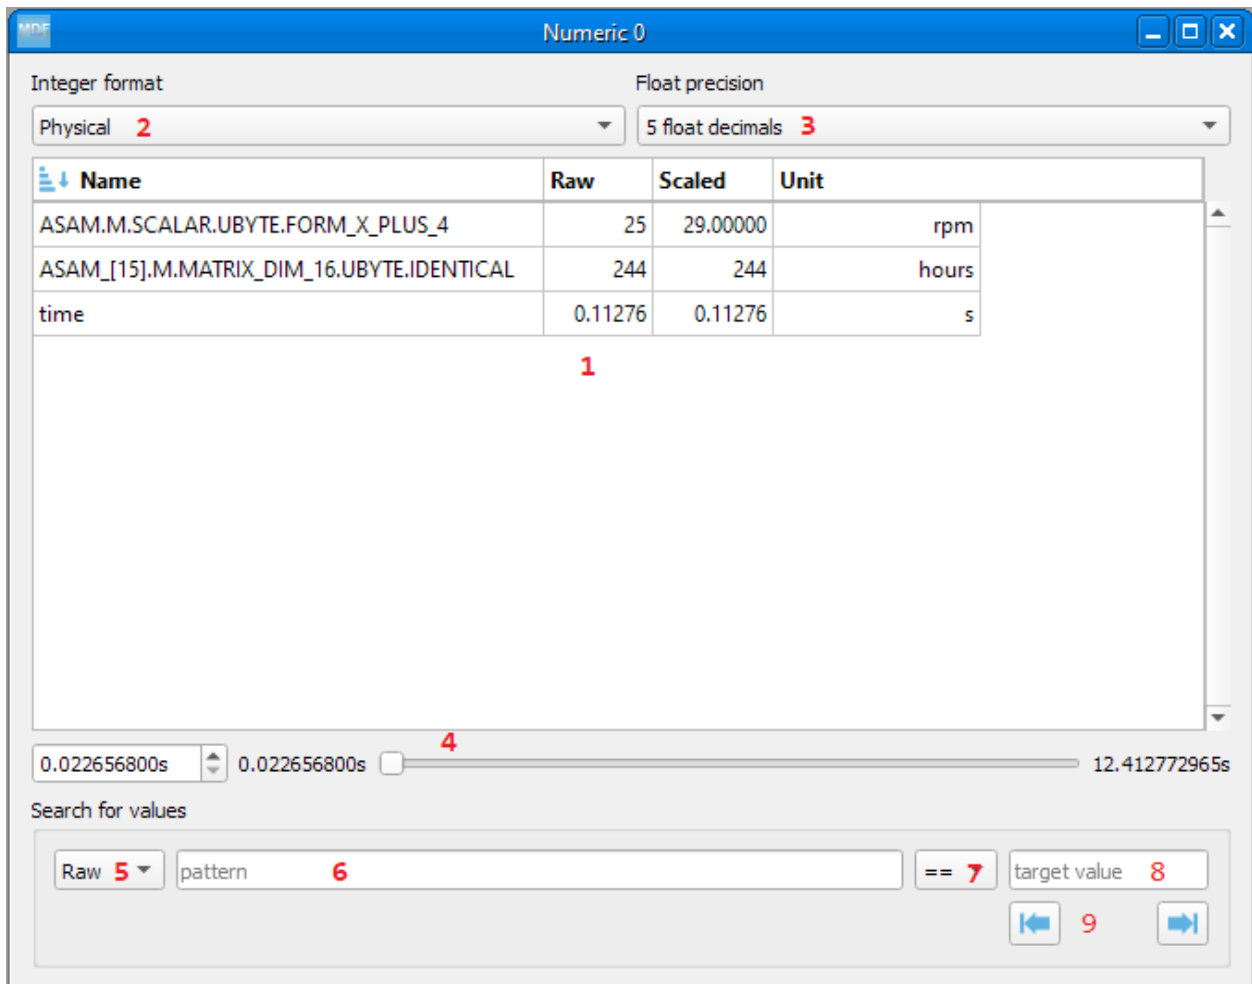 MDF Numeric 0
Integer format Float precision
Physical 2 5 float decimals 3
Name Raw Scaled Unit
ASAM.M.SCALAR.UBYTE.FORM_X_PLUS_4 25 29.00000 rpm
ASAM_[15].M.MATRIX_DIM_16.UBYTE.IDENTICAL 244 244 hours
time 0.11276 0.11276 s
1
4
0.022656800s 0.022656800s 12.412772965s
Search for values
Raw 5 pattern 6 == 7 target value 8
9